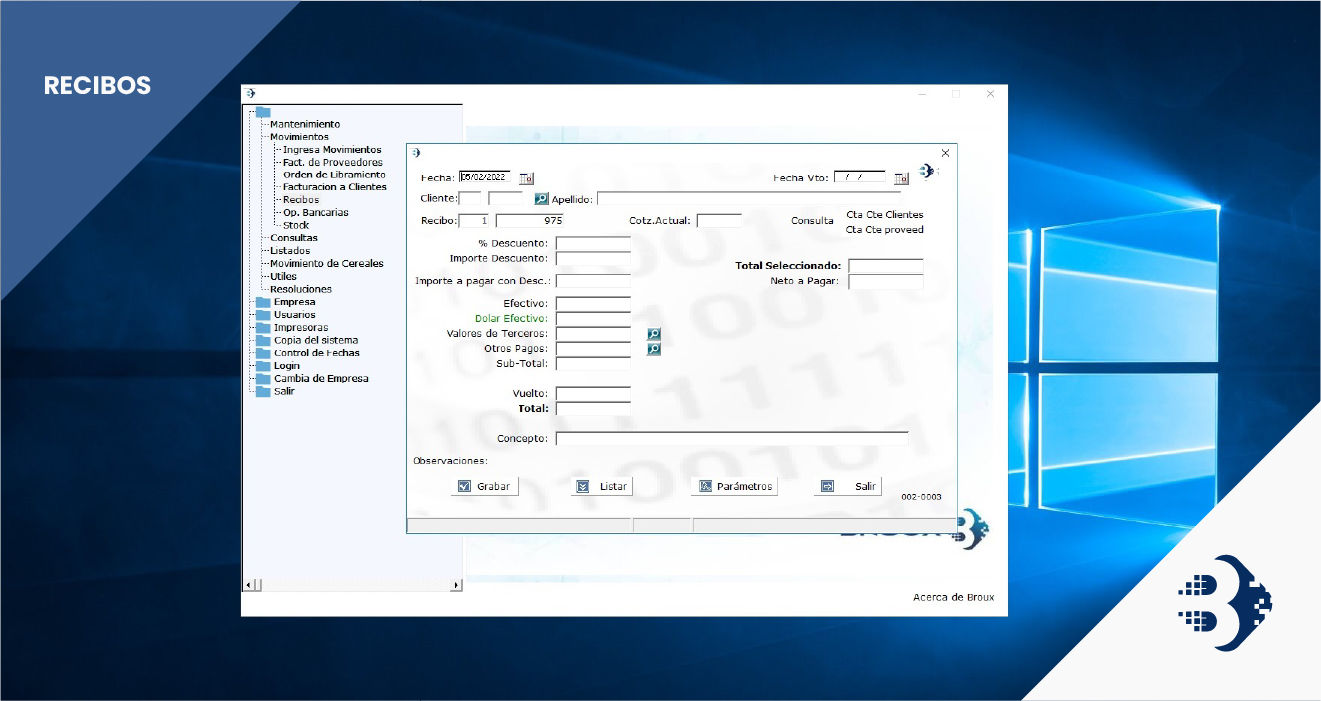 RECIBOS
Mantenimiento
Movimientos
Ingresa Movimientos
Fact. de Proveedores
Orden de Libramiento
Facturacion a Clientes
Recibos
Op. Bancarias
Stock
Consultas
Listados
Movimiento de Cereales
Utiles
Resoluciones
Empresa
Usuarios
Impresoras
Copia del sistema
Control de Fechas
Login
Cambia de Empresa
Salir
Fecha: 05/02/2022 Fecha Vto: / /
Cliente: Apellido:
Recibo: 1 975 Cotz.Actual: Consulta Cta Cte Clientes
Cta Cte proveed
% Descuento:
Importe Descuento:
Total Seleccionado:
Importe a pagar con Desc.: Neto a Pagar:
Efectivo:
Dolar Efectivo:
Valores de Terceros:
Otros Pagos:
Sub-Total:
Vuelto:
Total:
Concepto:
Observaciones:
Grabar Listar Parámetros Salir
002-0003
Acerca de Broux